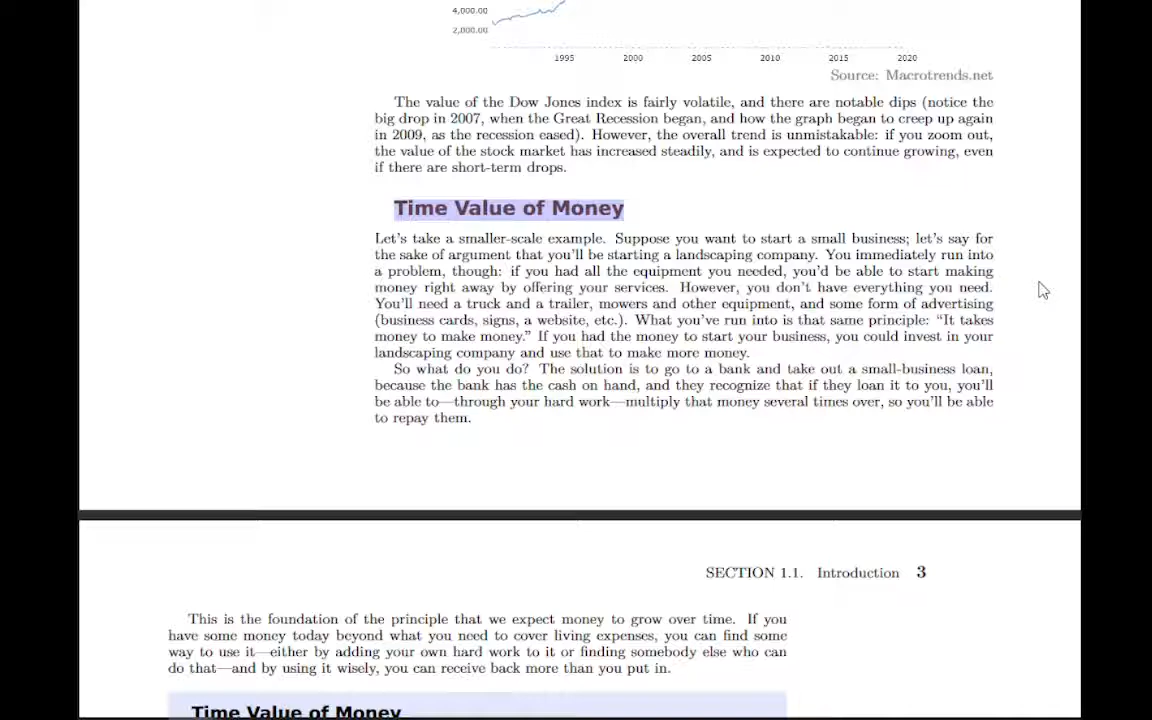 4,000.00
2,000.00
1995 2000 2005 2010 2015 2020
Source: Macrotrends.net
The value of the Dow Jones index is fairly volatile, and there are notable dips (notice the
big drop in 2007, when the Great Recession began, and how the graph began to creep up again
in 2009, as the recession eased). However, the overall trend is unmistakable: if you zoom out,
the value of the stock market has increased steadily, and is expected to continue growing, even
if there are short-term drops.
Time Value of Money
Let's take a smaller-scale example. Suppose you want to start a small business; let's say for
the sake of argument that you'll be starting a landscaping company. You immediately run into
a problem, though: if you had all the equipment you needed, you'd be able to start making
money right away by offering your services. However, you don't have everything you need.
You'll need a truck and a trailer, mowers and other equipment, and some form of advertising
(business cards, signs, a website, etc.). What you've run into is that same principle: “It takes
money to make money.” If you had the money to start your business, you could invest in your
landscaping company and use that to make more money.
So what do you do? The solution is to go to a bank and take out a small-business loan,
because the bank has the cash on hand, and they recognize that if they loan it to you, you'll
be able to—through your hard work—multiply that money several times over, so you'll be able
to repay them.
SECTION 1.1. Introduction 3
This is the foundation of the principle that we expect money to grow over time. If you
have some money today beyond what you need to cover living expenses, you can find some
way to use it—either by adding your own hard work to it or finding somebody else who can
do that—and by using it wisely, you can receive back more than you put in.
Time Value of Money